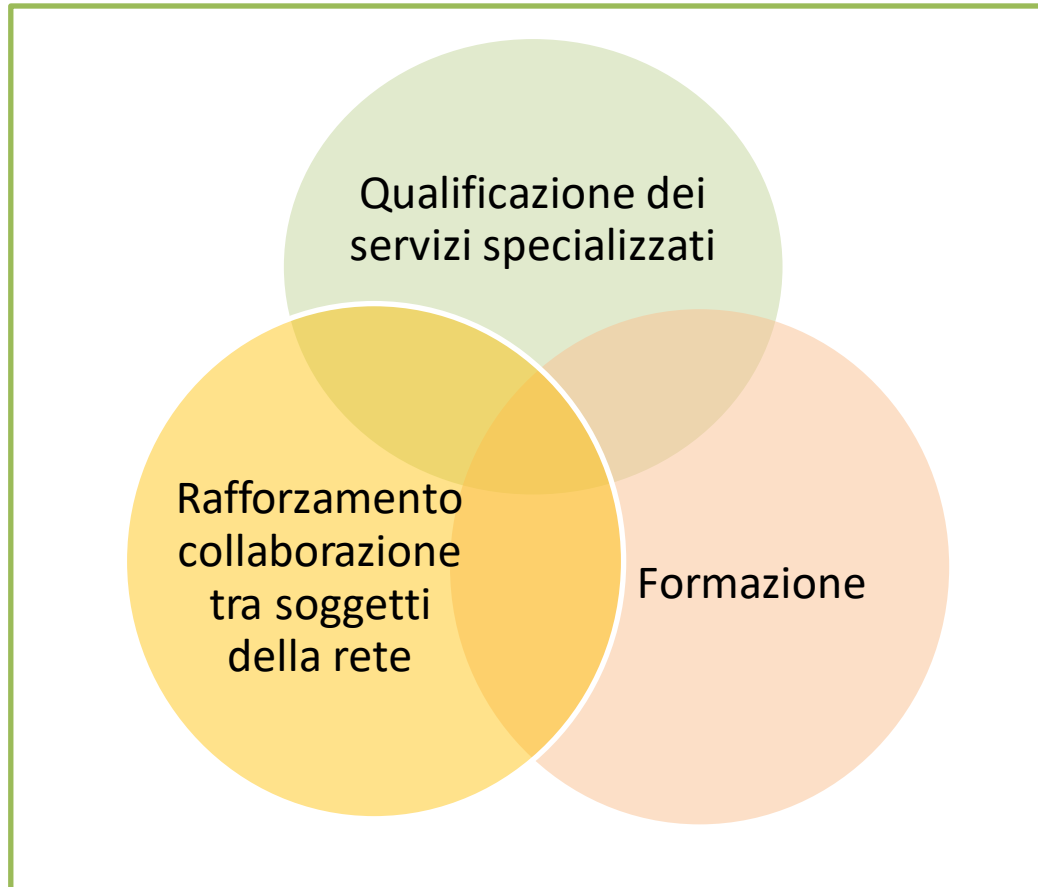 Qualificazione dei
servizi specializzati
Rafforzamento
collaborazione
tra soggetti
della rete
Formazione